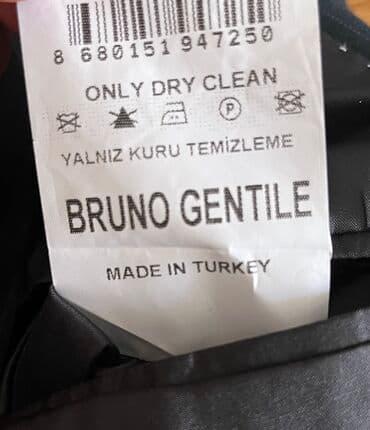 8 680151 947250
ONLY DRY CLEAN
P
YALNIZ KURU TEMİZLEME
BRUNO GENTILE
MADE IN TURKEY